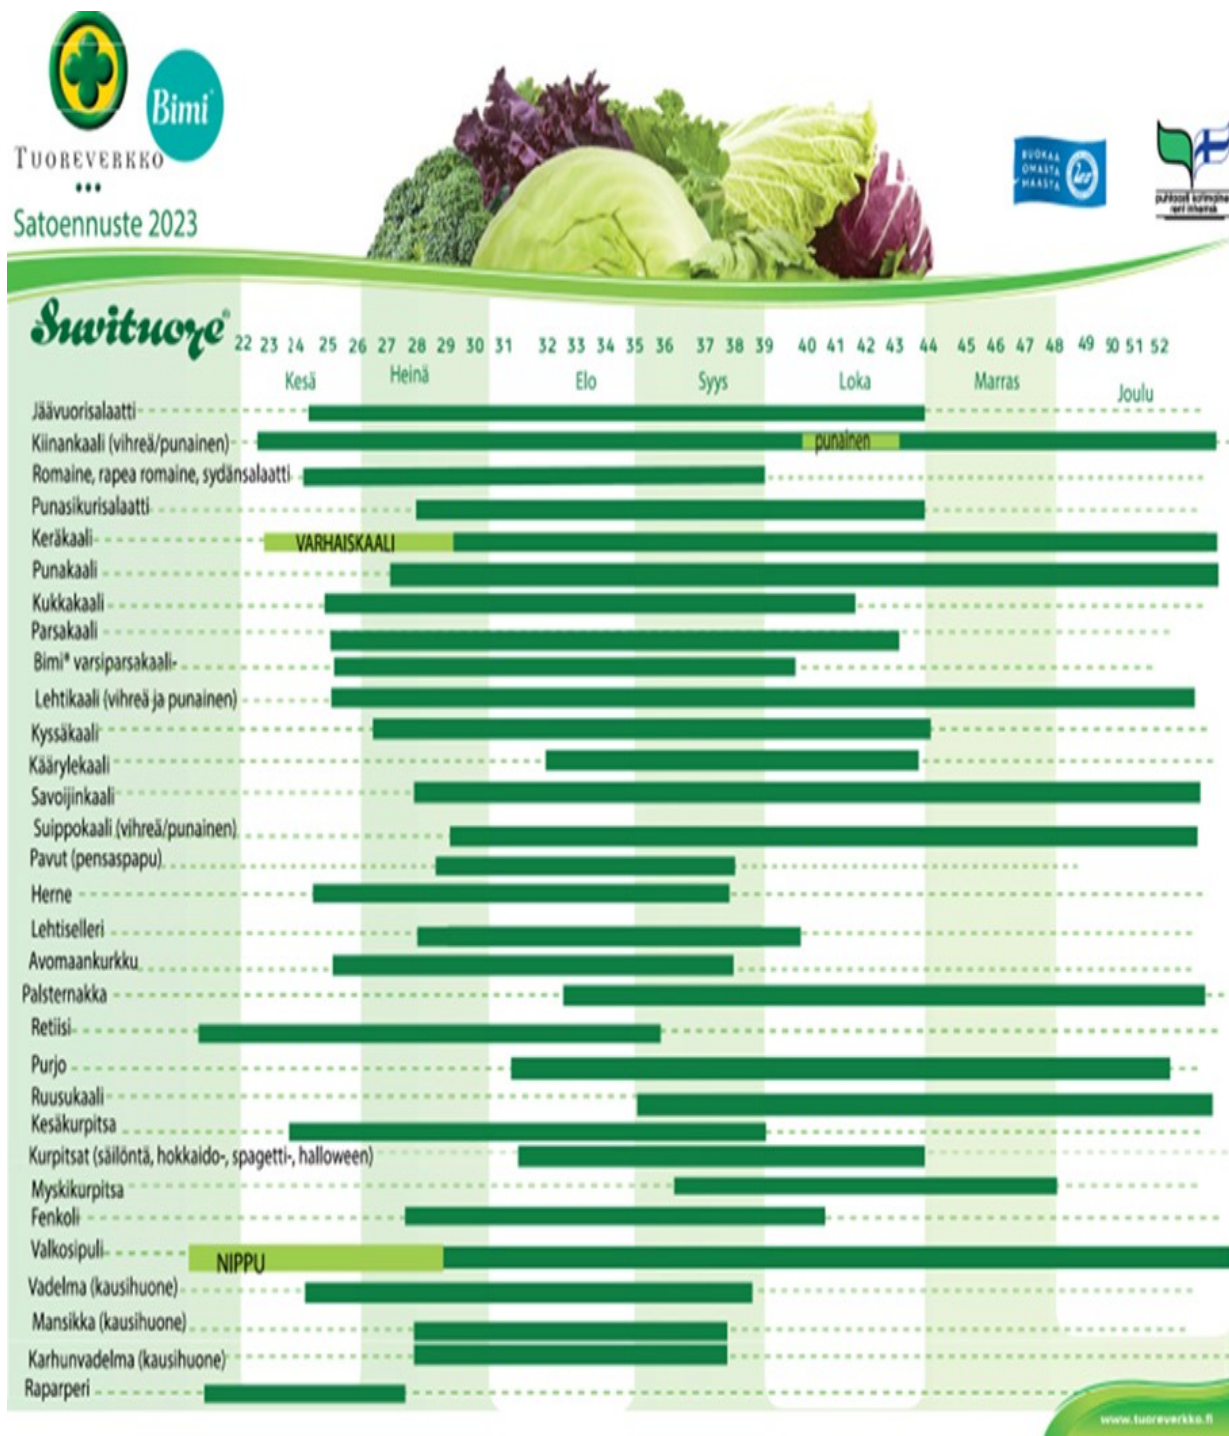 Bimi®
TUOREVERKKO
Satoennuste 2023
RUOKAA
OMASTA
MAASTA
Suvituore®
22 23 24 25 26 27 28 29 30 31 32 33 34 35 36 37 38 39 40 41 42 43 44 45 46 47 48 49 50 51 52
Kesä Heinä Elo Syys Loka Marras Joulu
Jäävuorisalaatti
Kiinankaali (vihreä/punainen) punainen
Romaine, rapea romaine, sydänsalaatti
Punasikurisalaatti
Keräkaali VARHAISKAALI
Punakaali
Kukkakaali
Parsakaali
Bimi® varsiparsakaali-
Lehtikaali (vihreä ja punainen)
Kyssäkaali
Käärylekaali
Savoijinkaali
Suippokaali (vihreä/punainen)
Pavut (pensaspapu)
Herne
Lehtiselleri
Avomaankurkku
Palsternakka
Retiisi
Purjo
Ruusukaali
Kesäkurpitsa
Kurpitsat (säilöntä, hokkaido-, spagetti-, halloween)
Myskikurpitsa
Fenkoli
Valkosipuli NIPPU
Vadelma (kausihuone)
Mansikka (kausihuone)
Karhunvadelma (kausihuone)
Raparperi
www.tuoreverkko.fi